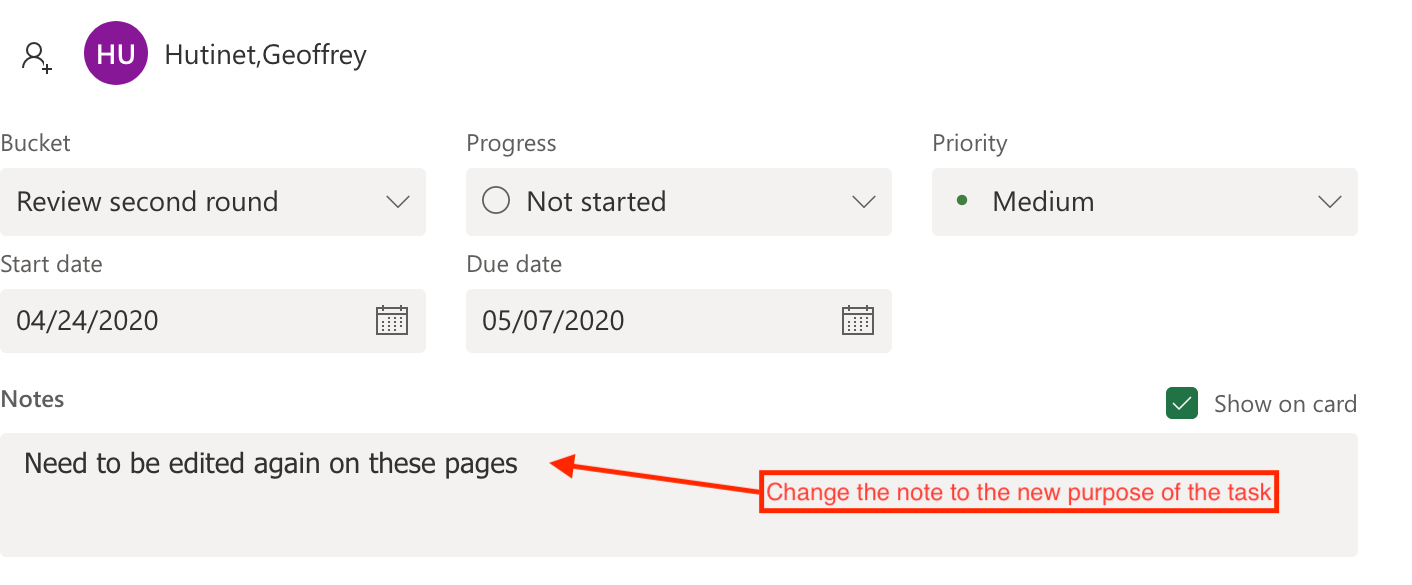 HU Hutinet,Geoffrey
Bucket Progress Priority
Review second round Not started Medium
Start date Due date
04/24/2020 05/07/2020
Notes Show on card
Need to be edited again on these pages
Change the note to the new purpose of the task